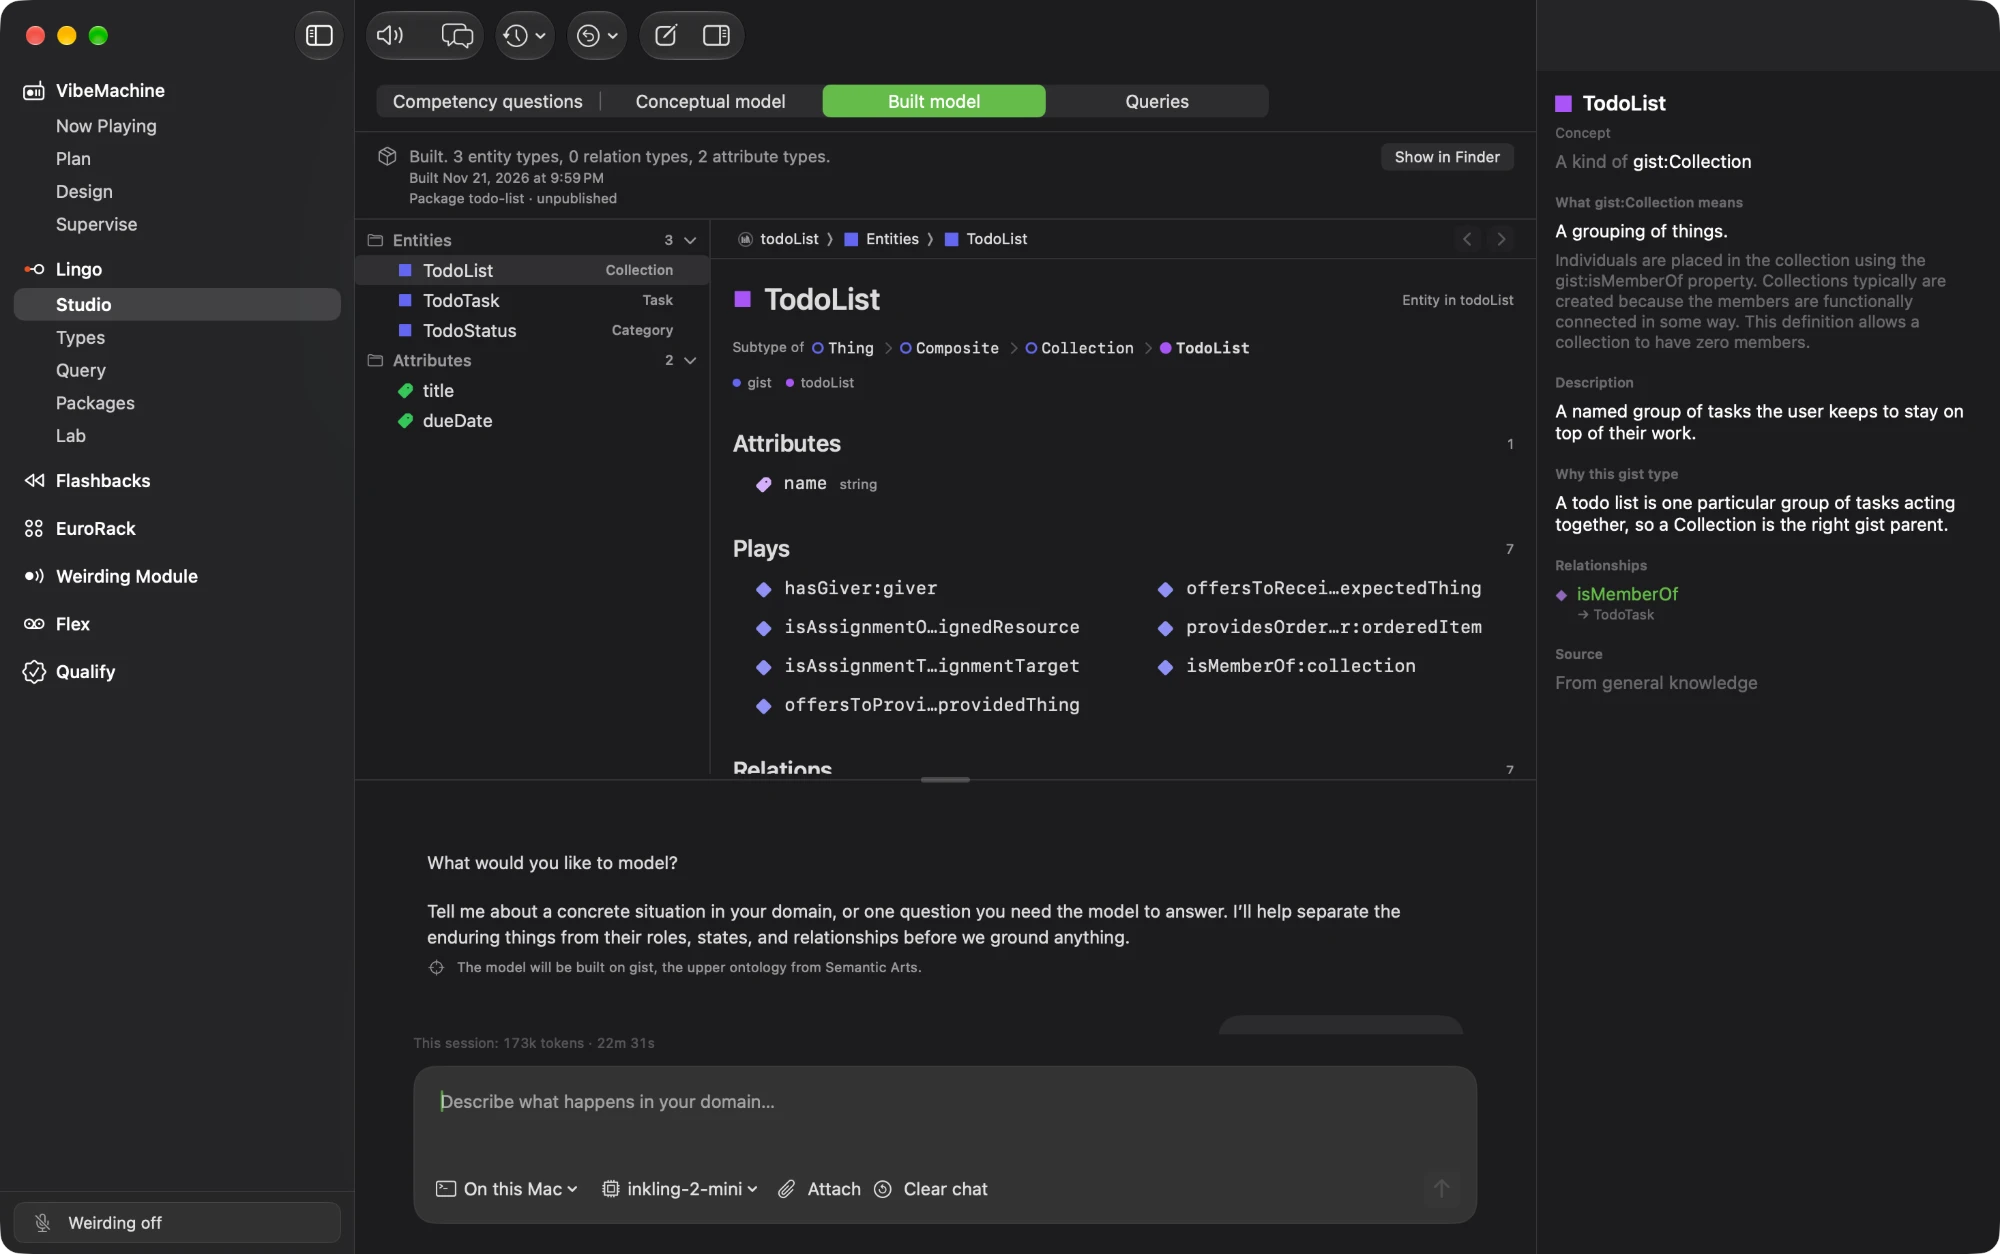 VibeMachine
Now Playing
Plan
Design
Supervise
Lingo
Studio
Types
Query
Packages
Lab
Flashbacks
EuroRack
Weirding Module
Flex
Qualify
Weirding off
Competency questions
Conceptual model
Built model
Queries
Built. 3 entity types, 0 relation types, 2 attribute types.
Built Nov 21, 2026 at 9:59 PM
Package todo-list · unpublished
Show in Finder
Entities 3
TodoList Collection
TodoTask Task
TodoStatus Category
Attributes 2
title
dueDate
todoList ⟩ Entities ⟩ TodoList
TodoList
Entity in todoList
Subtype of Thing > Composite > Collection > TodoList
gist todoList
Attributes 1
name string
Plays 7
hasGiver:giver
offersToRecei…expectedThing
isAssignmentO…ignedResource
providesOrder…r:orderedItem
isAssignmentT…ignmentTarget
isMemberOf:collection
offersToProvi…providedThing
Relations 7
What would you like to model?
Tell me about a concrete situation in your domain, or one question you need the model to answer. I’ll help separate the
enduring things from their roles, states, and relationships before we ground anything.
The model will be built on gist, the upper ontology from Semantic Arts.
This session: 173k tokens · 22m 31s
Describe what happens in your domain...
On this Mac
inkling-2-mini
Attach
Clear chat
TodoList
Concept
A kind of gist:Collection
What gist:Collection means
A grouping of things.
Individuals are placed in the collection using the
gist:isMemberOf property. Collections typically are
created because the members are functionally
connected in some way. This definition allows a
collection to have zero members.
Description
A named group of tasks the user keeps to stay on
top of their work.
Why this gist type
A todo list is one particular group of tasks acting
together, so a Collection is the right gist parent.
Relationships
isMemberOf
→ TodoTask
Source
From general knowledge